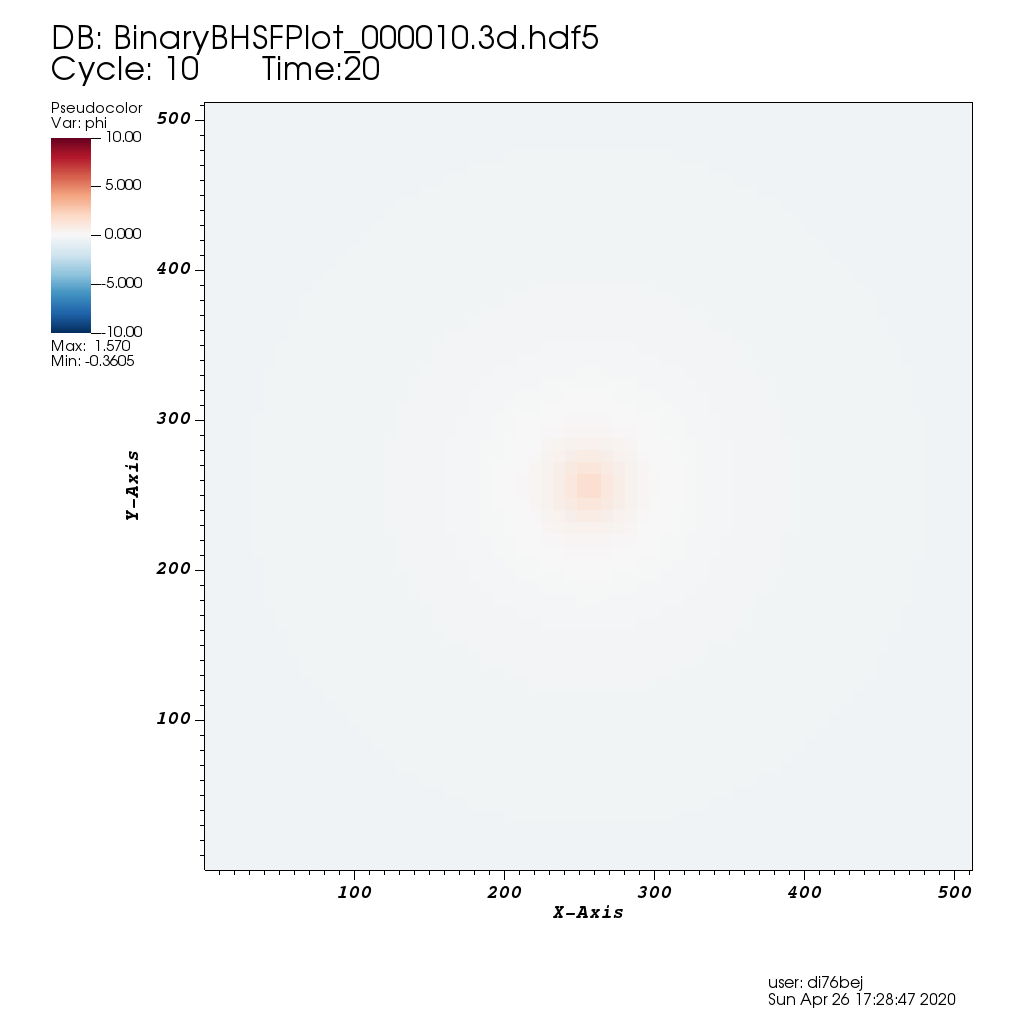 DB: BinaryBHSFPlot_000010.3d.hdf5
Cycle: 10 Time:20
Pseudocolor
Var: phi
10.00
5.000
0.000
-5.000
-10.00
Max: 1.570
Min: -0.3605
500
400
300
200
100
Y-Axis
100 200 300 400 500
X-Axis
user: di76bej
Sun Apr 26 17:28:47 2020